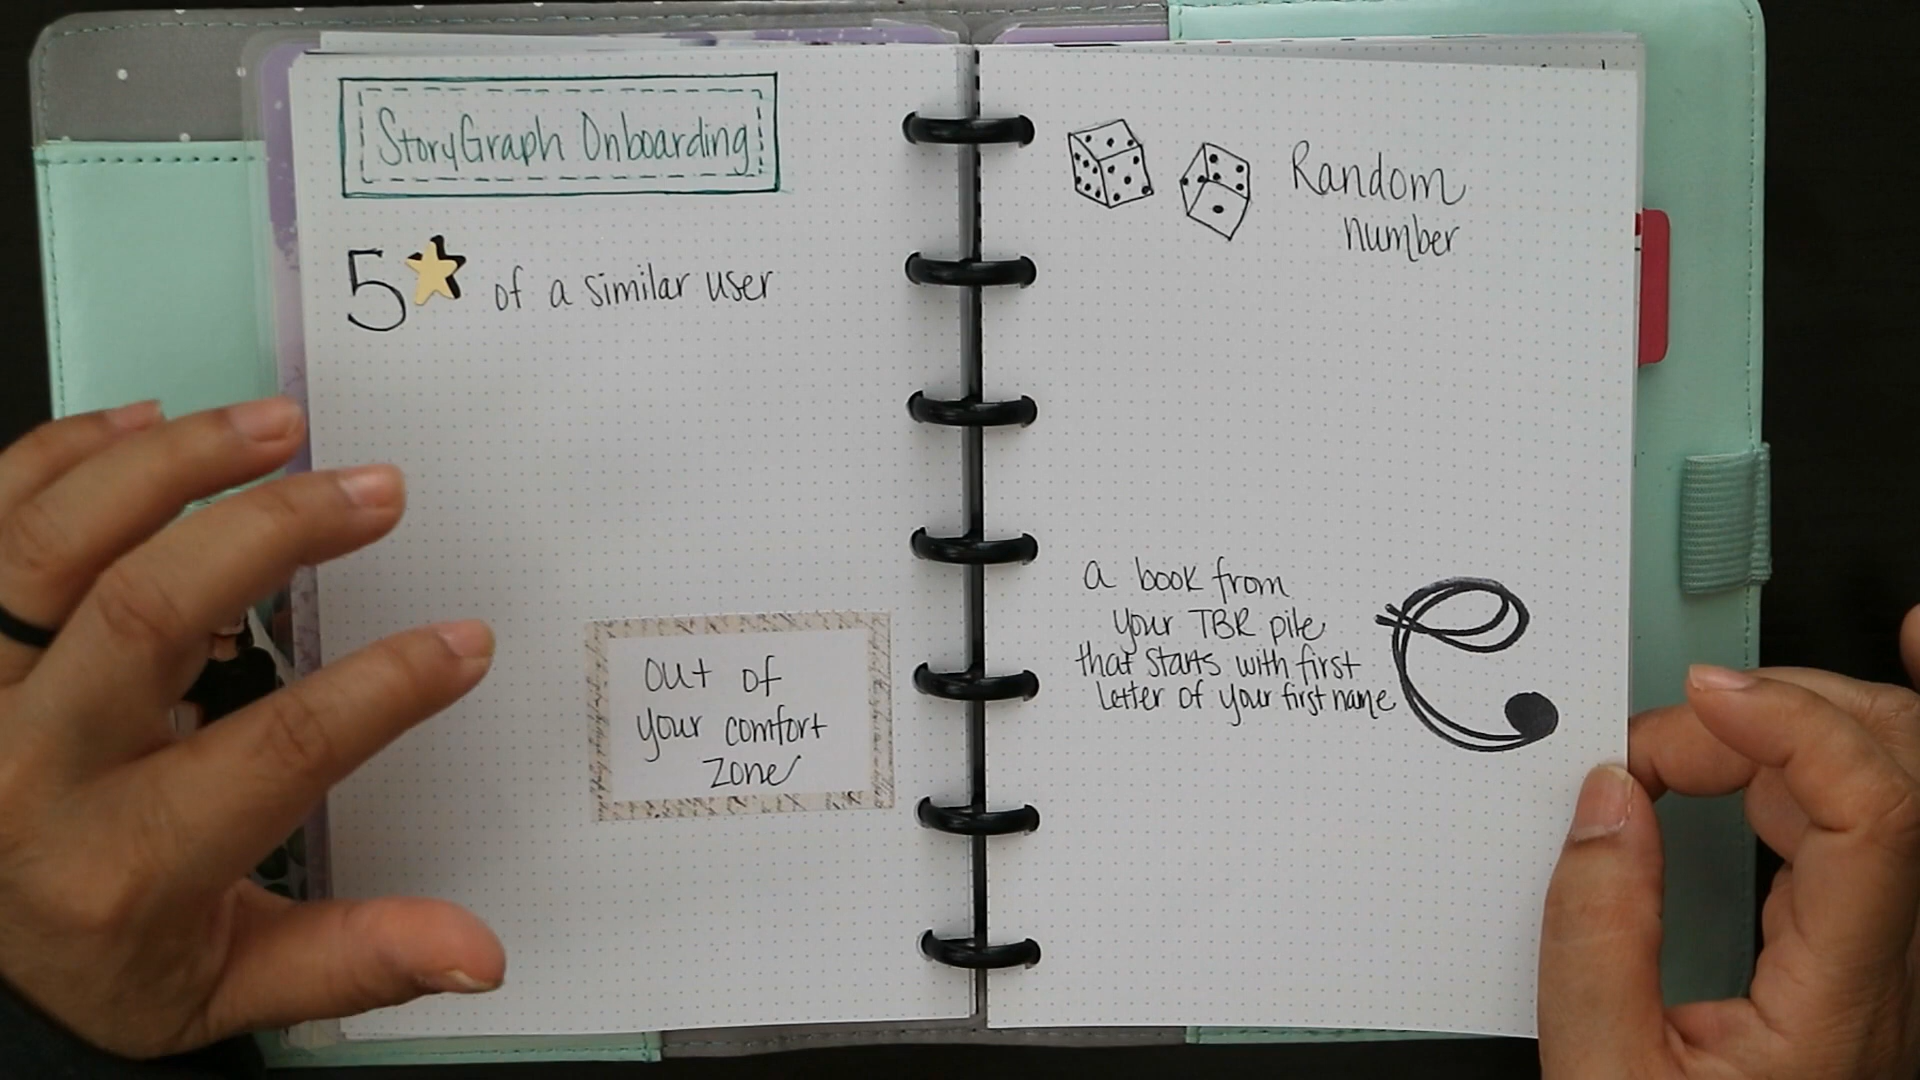 StoryGraph Onboarding
5 of a similar user
out of
your comfort
zone
Random
number
a book from
your TBR pile
that starts with first
letter of your first name
C